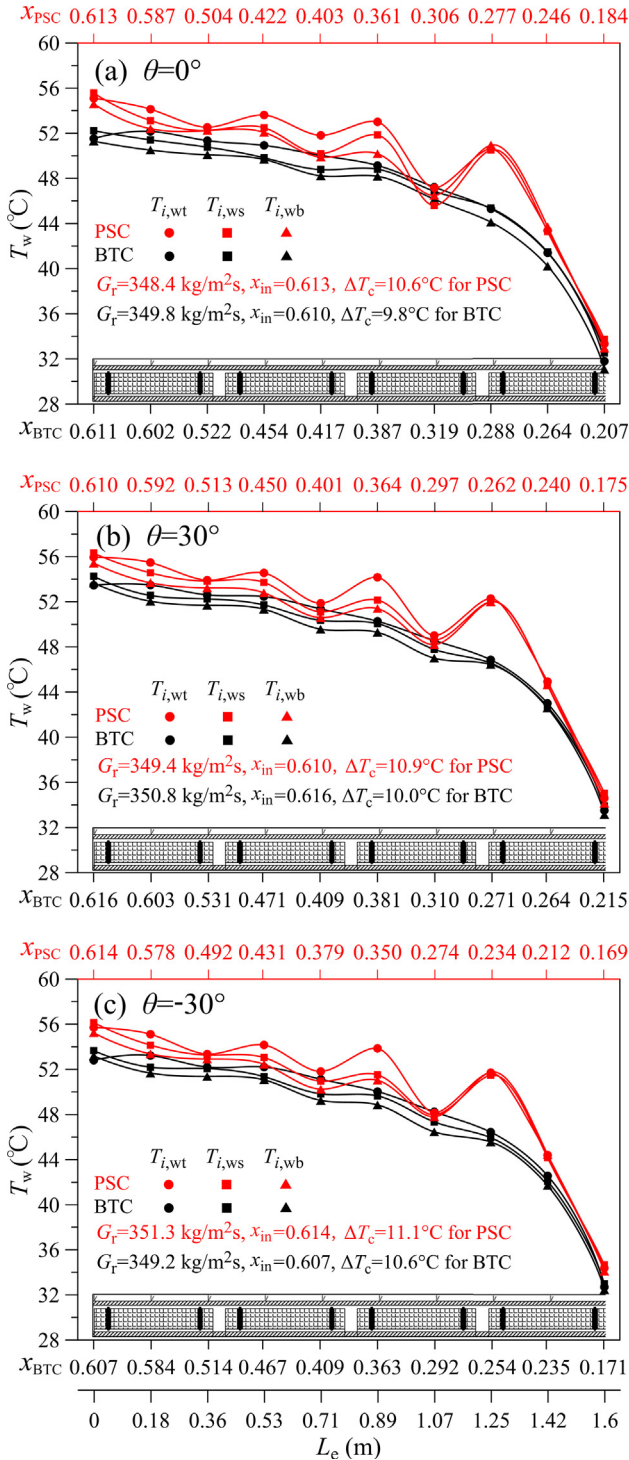 xPSC 0.613 0.587 0.504 0.422 0.403 0.361 0.306 0.277 0.246 0.184
60
(a) θ=0°
56
52
48
44
40
36
32
28
Tw (℃)
Ti,wt Ti,ws Ti,wb
PSC
BTC
Gr=348.4 kg/m²s, xin=0.613, ΔTc=10.6°C for PSC
Gr=349.8 kg/m²s, xin=0.610, ΔTc=9.8°C for BTC
xBTC 0.611 0.602 0.522 0.454 0.417 0.387 0.319 0.288 0.264 0.207
xPSC 0.610 0.592 0.513 0.450 0.401 0.361 0.297 0.262 0.240 0.175
60
(b) θ=30°
56
52
48
44
40
36
32
28
Tw (℃)
Ti,wt Ti,ws Ti,wb
PSC
BTC
Gr=349.4 kg/m²s, xin=0.610, ΔTc=10.9°C for PSC
Gr=350.8 kg/m²s, xin=0.616, ΔTc=10.0°C for BTC
xBTC 0.616 0.603 0.531 0.471 0.409 0.381 0.310 0.271 0.264 0.215
xPSC 0.614 0.578 0.492 0.431 0.379 0.350 0.274 0.234 0.212 0.169
60
(c) θ=-30°
56
52
48
44
40
36
32
28
Tw (℃)
Ti,wt Ti,ws Ti,wb
PSC
BTC
Gr=351.3 kg/m²s, xin=0.614, ΔTc=11.1°C for PSC
Gr=349.2 kg/m²s, xin=0.607, ΔTc=10.6°C for BTC
xBTC 0.607 0.584 0.514 0.467 0.409 0.363 0.292 0.254 0.235 0.171
0 0.18 0.36 0.53 0.71 0.89 1.07 1.25 1.42 1.6
Le (m)